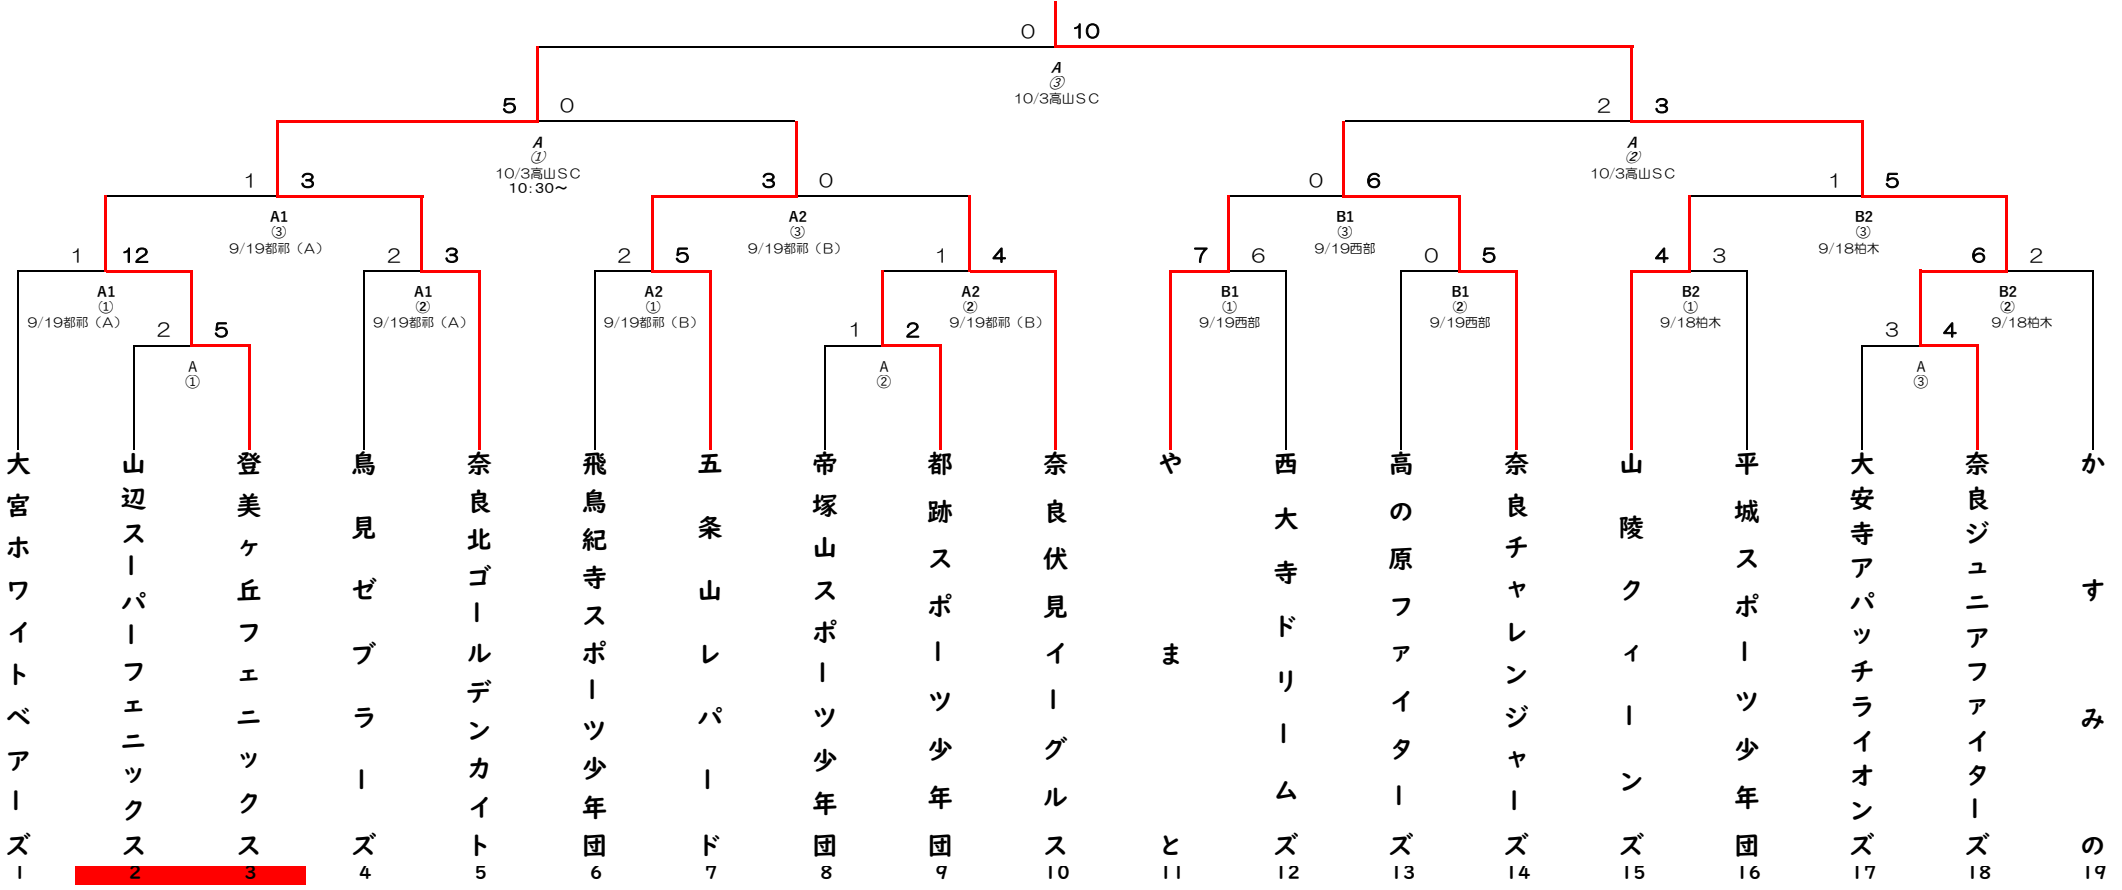 0 10
A
③
10/3高山SC
5 0
2 3
A
①
10/3高山SC
10:30～
A
②
10/3高山SC
1 3
3 0
0 6
1 5
A1
③
9/19都祁（A）
A2
③
9/19都祁（B）
B1
③
9/19西部
B2
③
9/18柏木
1 12
2 3
2 5
1 4
7 6
0 5
4 3
6 2
A1
①
9/19都祁（A）
A1
②
9/19都祁（A）
A2
①
9/19都祁（B）
A2
②
9/19都祁（B）
B1
①
9/19西部
B1
②
9/19西部
B2
①
9/18柏木
B2
②
9/18柏木
2 5
1 2
3 4
A
①
A
②
A
③
大宮ホワイトベアーズ
山辺スーパーフェニックス
登美ヶ丘フェニックス
鳥見ゼブラーズ
奈良北ゴールデンカイト
飛鳥紀寺スポーツ少年団
五条山レパード
帝塚山スポーツ少年団
都跡スポーツ少年団
奈良伏見イーグルス
やまと
西大寺ドリームズ
高の原ファイターズ
奈良チャレンジャーズ
山陵クィーンズ
平城スポーツ少年団
大安寺アパッチライオンズ
奈良ジュニアファイターズ
かすみの
1 2 3 4 5 6 7 8 9 10 11 12 13 14 15 16 17 18 19